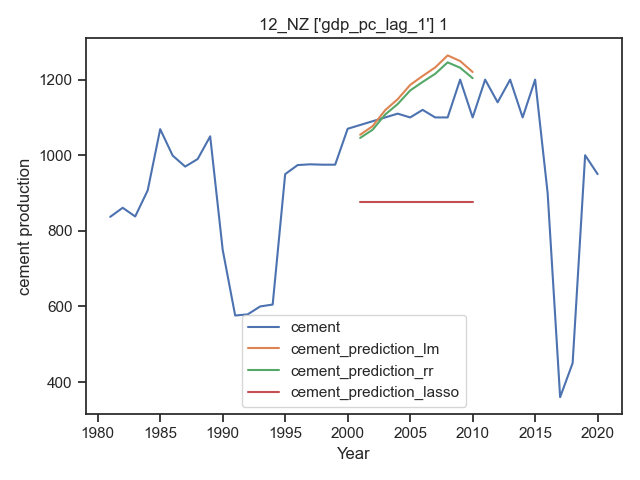 12_NZ ['gdp_pc_lag_1'] 1
cement production
1200
1000
800
600
400
cement
cement_prediction_lm
cement_prediction_rr
cement_prediction_lasso
1980 1985 1990 1995 2000 2005 2010 2015 2020
Year